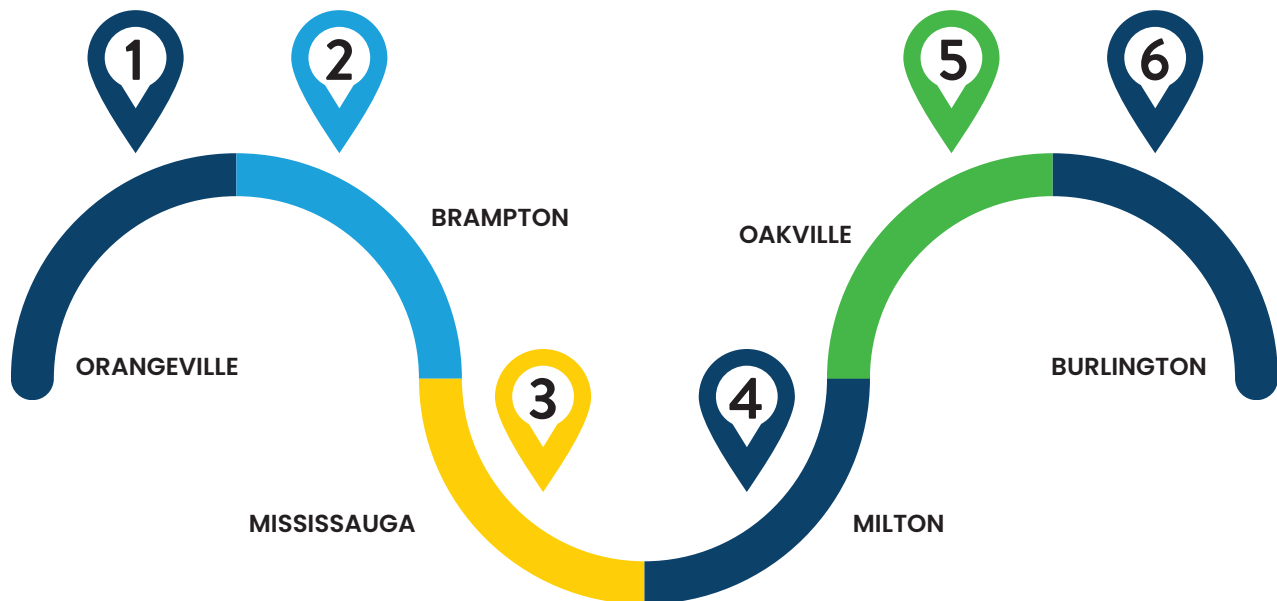 1
2
5
6
BRAMPTON
OAKVILLE
ORANGEVILLE
BURLINGTON
3
4
MISSISSAUGA
MILTON